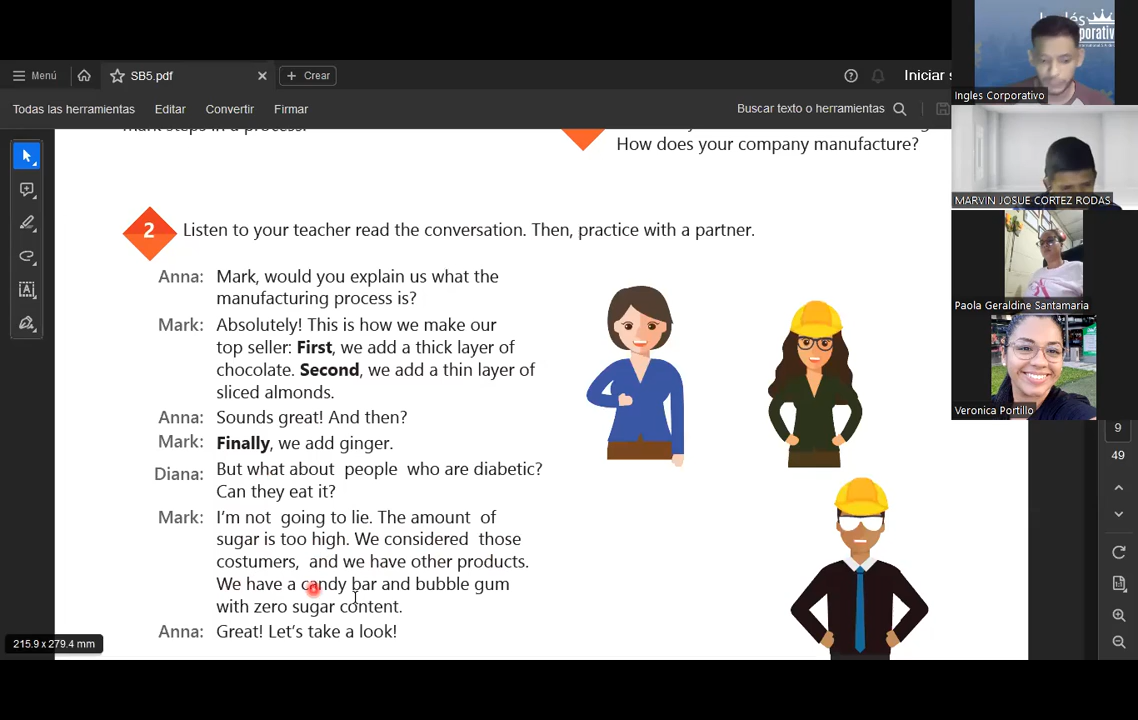 Menú
SB5.pdf
Crear
Iniciar s
Todas las herramientas
Editar
Convertir
Firmar
Buscar texto o herramientas
mark steps in a process.
How does your company manufacture?
2
Listen to your teacher read the conversation. Then, practice with a partner.
Anna: Mark, would you explain us what the
manufacturing process is?
Mark: Absolutely! This is how we make our
top seller: First, we add a thick layer of
chocolate. Second, we add a thin layer of
sliced almonds.
Anna: Sounds great! And then?
Mark: Finally, we add ginger.
Diana: But what about people who are diabetic?
Can they eat it?
Mark: I'm not going to lie. The amount of
sugar is too high. We considered those
costumers, and we have other products.
We have a candy bar and bubble gum
with zero sugar content.
Anna: Great! Let's take a look!
215.9 x 279.4 mm
9
49
Ingles Corporativo
MARVIN JOSUE CORTEZ RODAS
Paola Geraldine Santamaria
Veronica Portillo